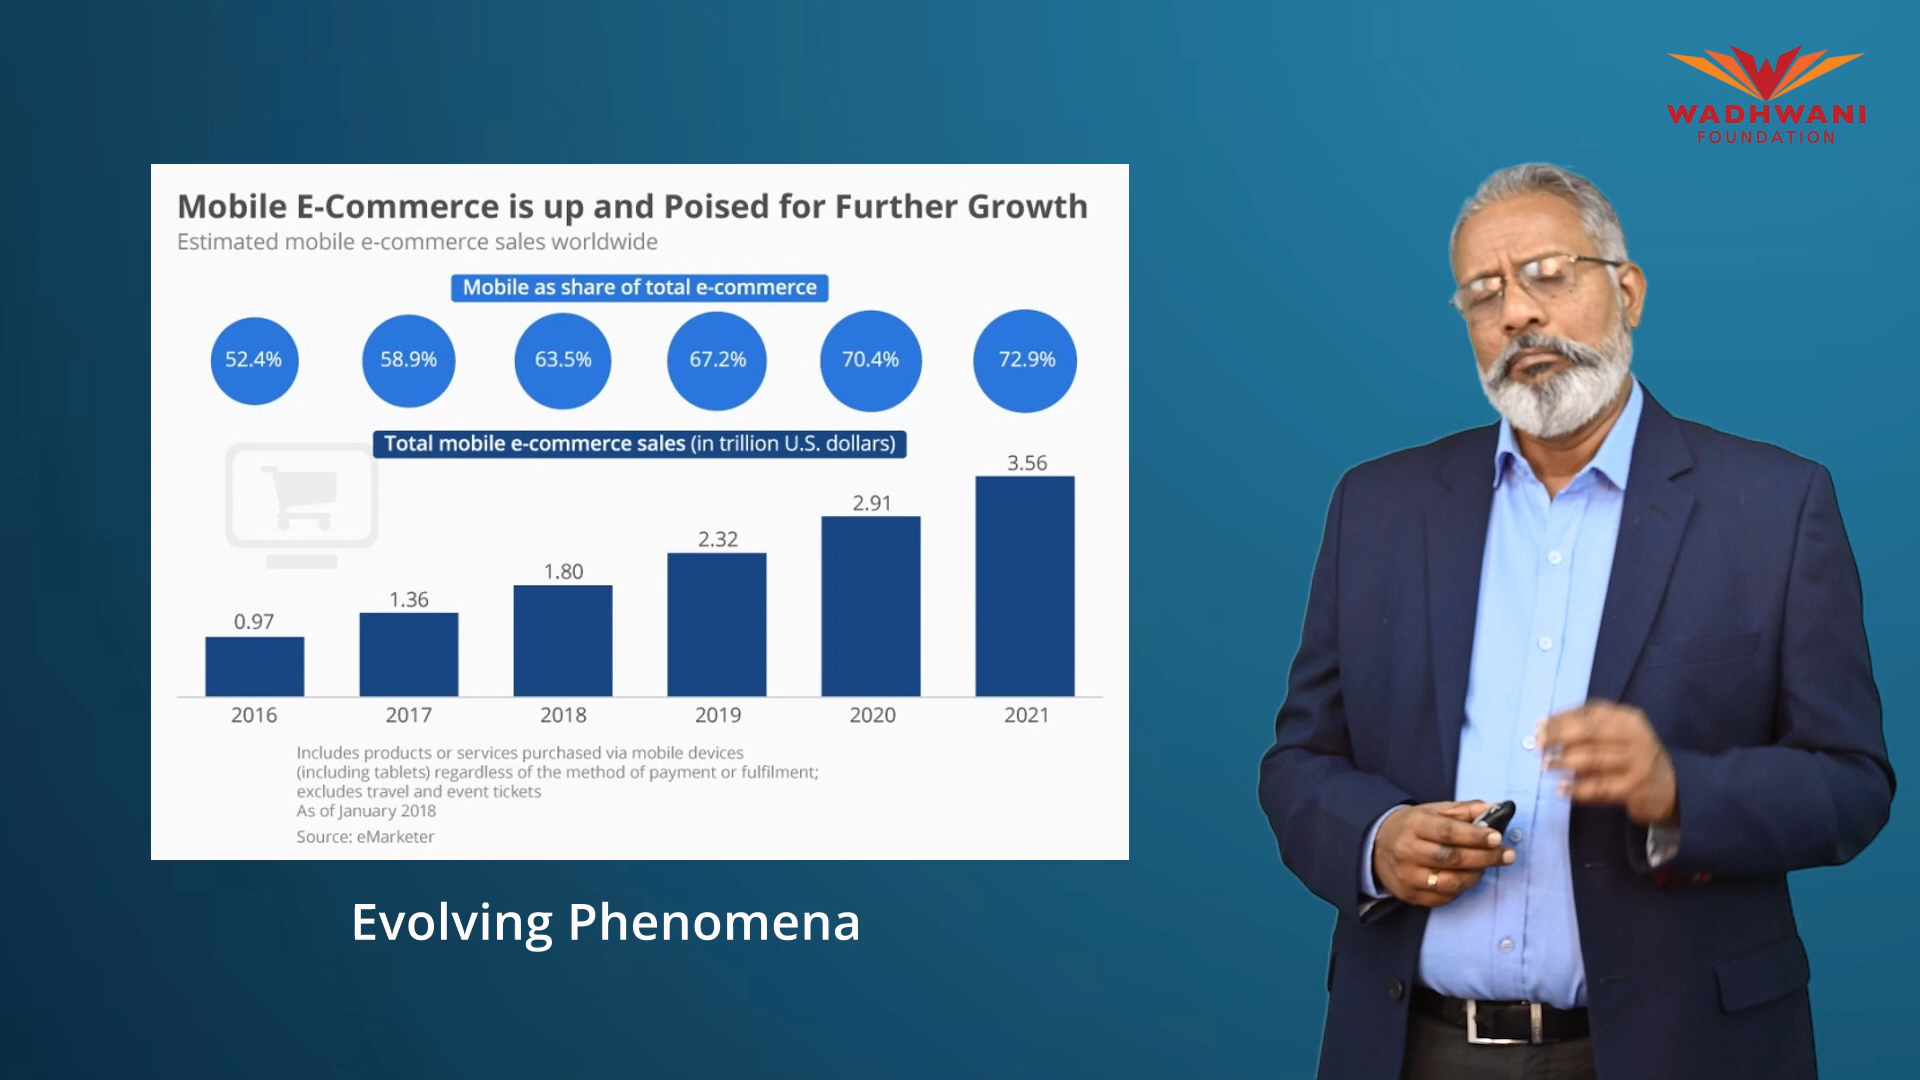 WADHWANI
FOUNDATION
Mobile E-Commerce is up and Poised for Further Growth
Estimated mobile e-commerce sales worldwide
Mobile as share of total e-commerce
52.4% 58.9% 63.5% 67.2% 70.4% 72.9%
Total mobile e-commerce sales (in trillion U.S. dollars)
0.97 1.36 1.80 2.32 2.91 3.56
2016 2017 2018 2019 2020 2021
Includes products or services purchased via mobile devices
(including tablets) regardless of the method of payment or fulfilment;
excludes travel and event tickets
As of January 2018
Source: eMarketer
Evolving Phenomena